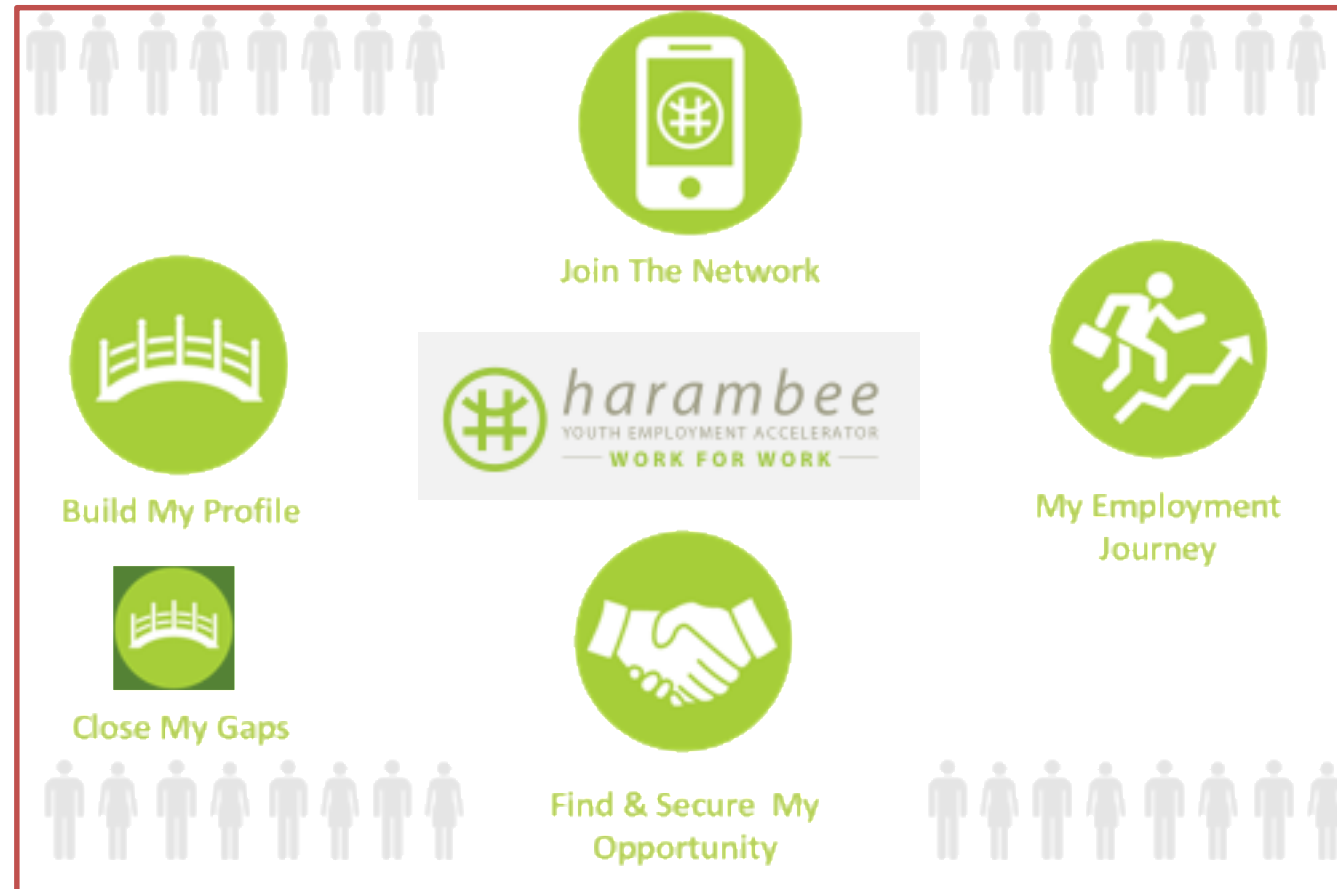 Join The Network
harambee
YOUTH EMPLOYMENT ACCELERATOR
WORK FOR WORK
Build My Profile
My Employment
Journey
Close My Gaps
Find & Secure My
Opportunity